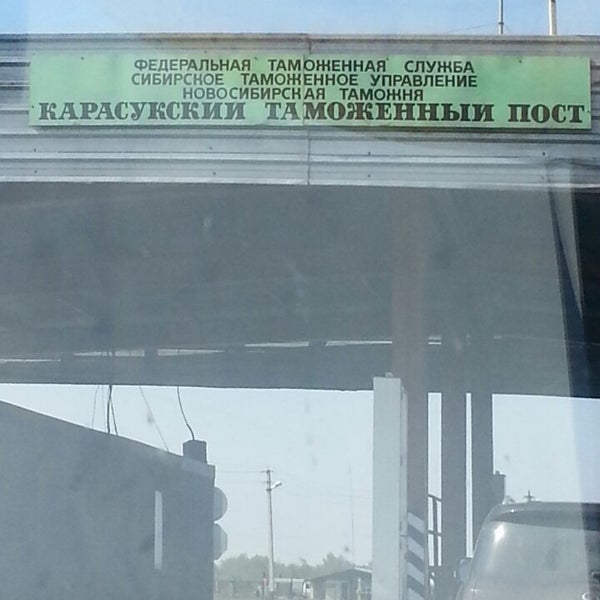 ФЕДЕРАЛЬНАЯ ТАМОЖЕННАЯ СЛУЖБА
СИБИРСКОЕ ТАМОЖЕННОЕ УПРАВЛЕНИЕ
НОВОСИБИРСКАЯ ТАМОЖНЯ
КАРАСУКСКИЙ ТАМОЖЕННЫЙ ПОСТ